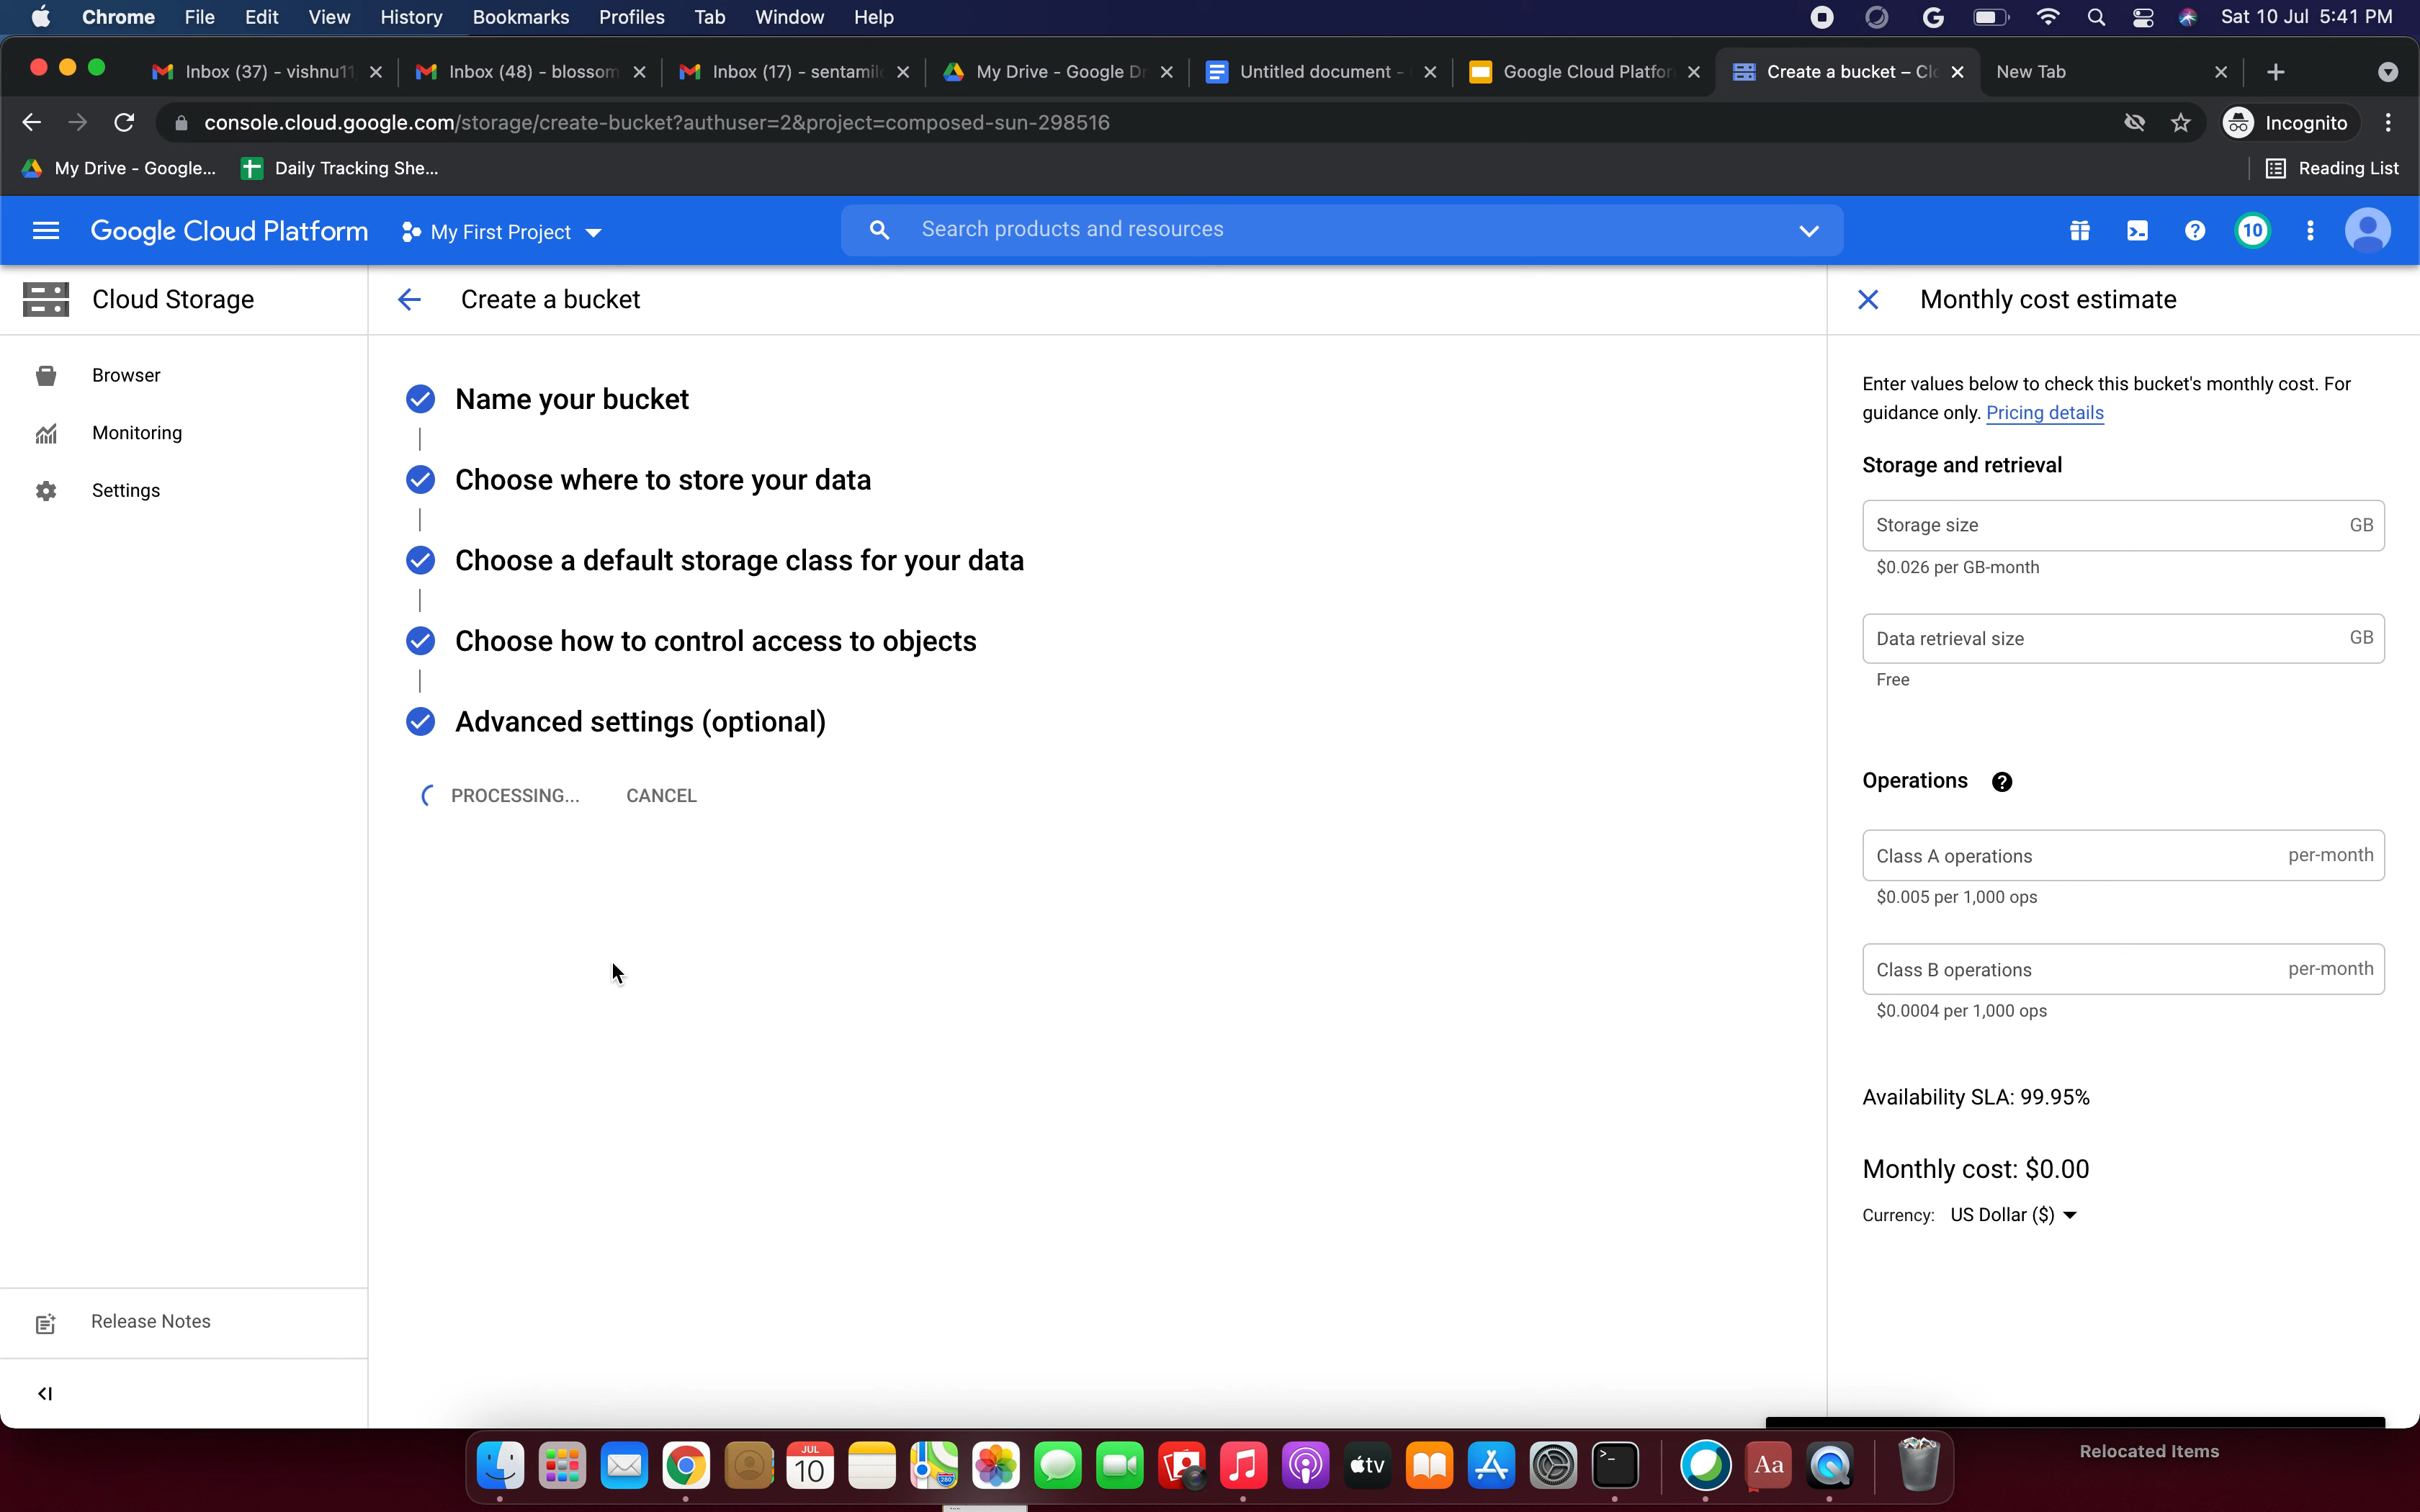 Chrome File Edit View History Bookmarks Profiles Tab Window Help Sat 10 Jul 5:41 PM
Inbox (37) - vishnu11 Inbox (48) - blossom Inbox (17) - sentamil My Drive - Google Dr Untitled document - Google Cloud Platfor Create a bucket – Clo New Tab
console.cloud.google.com/storage/create-bucket?authuser=2&project=composed-sun-298516 Incognito
My Drive - Google... Daily Tracking She... Reading List
Google Cloud Platform My First Project Search products and resources 10
Cloud Storage
Browser
Monitoring
Settings
Release Notes
Create a bucket
Name your bucket
Choose where to store your data
Choose a default storage class for your data
Choose how to control access to objects
Advanced settings (optional)
PROCESSING... CANCEL
Monthly cost estimate
Enter values below to check this bucket's monthly cost. For
guidance only. Pricing details
Storage and retrieval
Storage size GB
$0.026 per GB-month
Data retrieval size GB
Free
Operations
Class A operations per-month
$0.005 per 1,000 ops
Class B operations per-month
$0.0004 per 1,000 ops
Availability SLA: 99.95%
Monthly cost: $0.00
Currency: US Dollar ($)
JUL
10
280
tv
Aa
Relocated Items